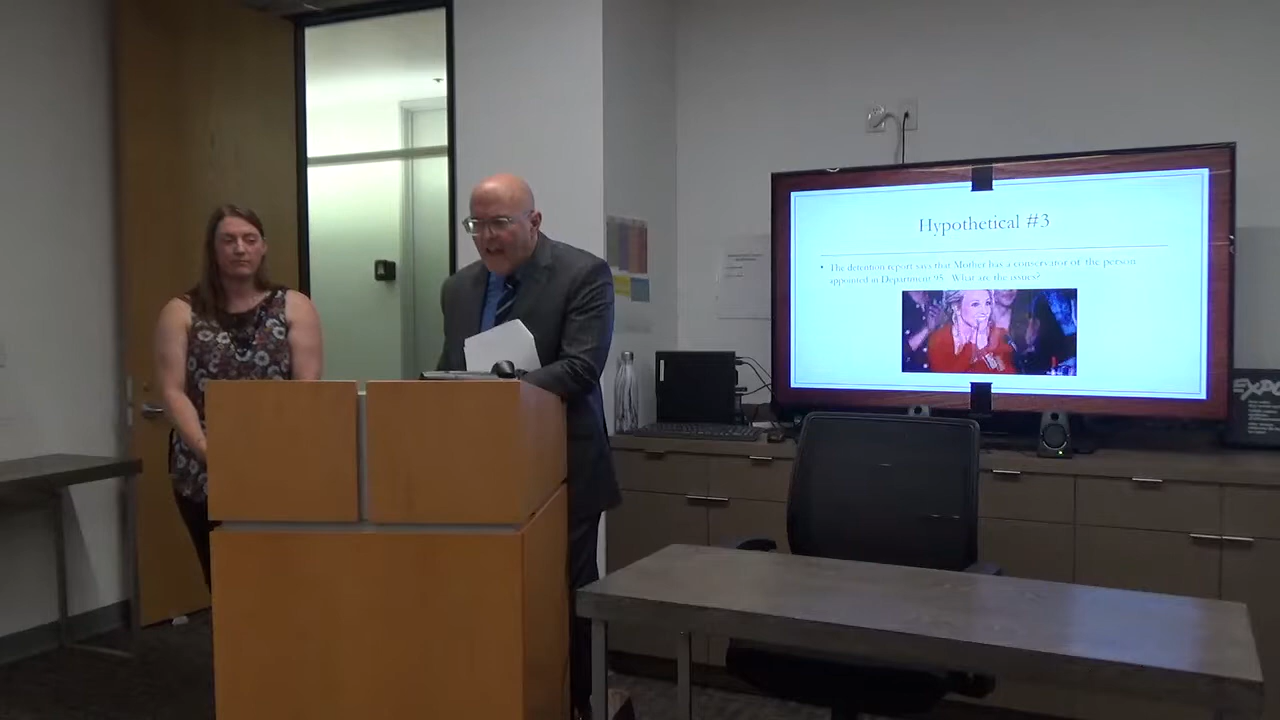 Hypothetical #3
• The detention report says that Mother has a conservator of the person
appointed in Department 95. What are the issues?
EXPO